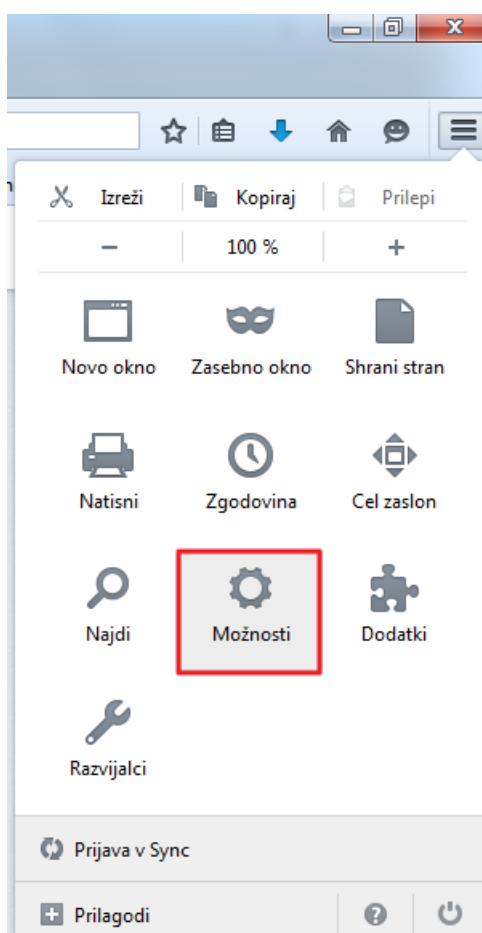 Izreži Kopiraj Prilepi
− 100 % +
Novo okno Zasebno okno Shrani stran
Natisni Zgodovina Cel zaslon
Najdi Možnosti Dodatki
Razvijalci
Prijava v Sync
Prilagodi